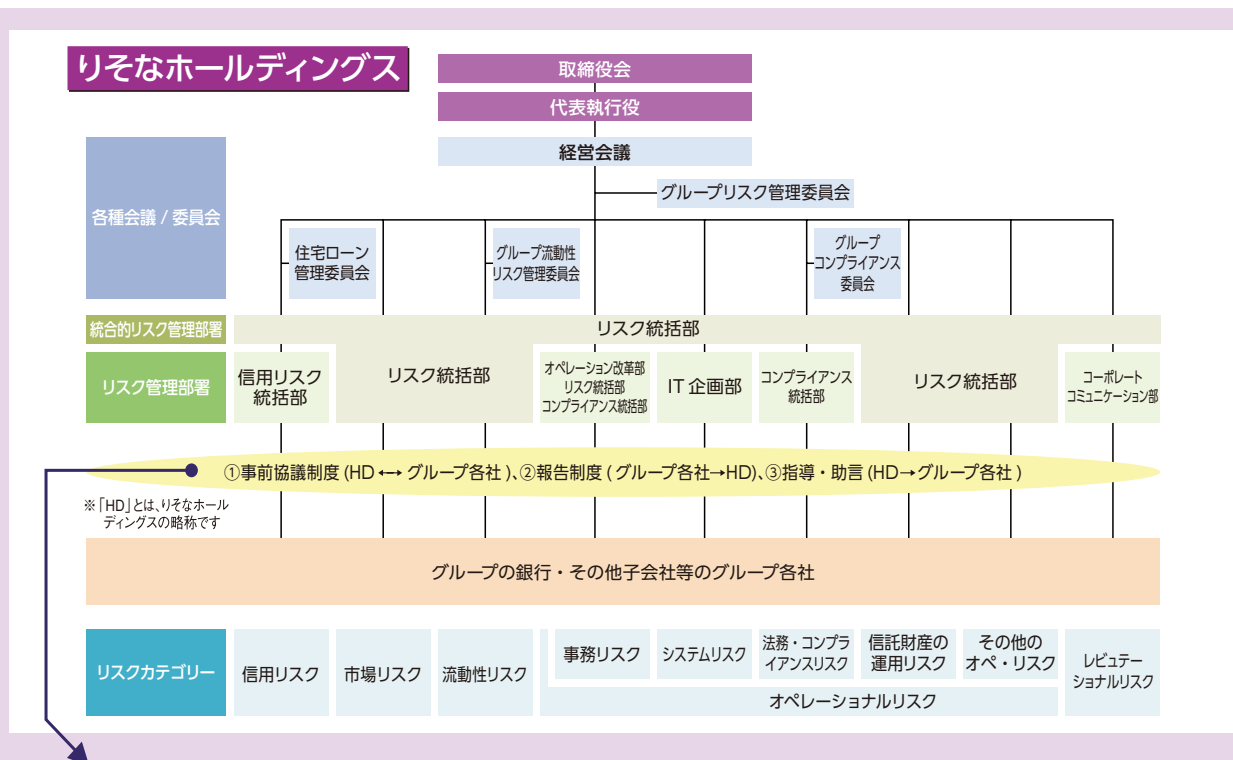 りそなホールディングス
取締役会
代表執行役
経営会議
グループリスク管理委員会
各種会議 / 委員会
住宅ローン
管理委員会
グループ流動性
リスク管理委員会
グループ
コンプライアンス
委員会
統合的リスク管理部署
リスク統括部
リスク管理部署
信用リスク
統括部
リスク統括部
オペレーション改革部
リスク統括部
コンプライアンス統括部
IT 企画部
コンプライアンス
統括部
リスク統括部
コーポレート
コミュニケーション部
①事前協議制度 (HD ←→ グループ各社 )、②報告制度 ( グループ各社→HD)、③指導・助言 (HD→グループ各社 )
※「HD」とは、りそなホール
ディングスの略称です
グループの銀行・その他子会社等のグループ各社
リスクカテゴリー
信用リスク
市場リスク
流動性リスク
事務リスク
システムリスク
法務・コンプラ
イアンスリスク
信託財産の
運用リスク
その他の
オペ・リスク
オペレーショナルリスク
レピュテー
ショナルリスク